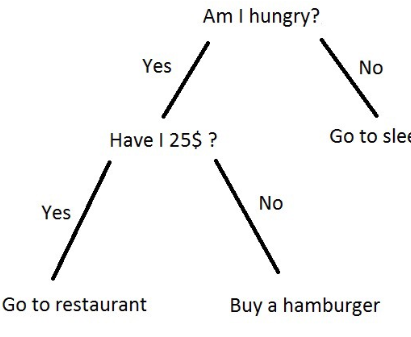 Am I hungry?
Yes
No
Have I 25$ ?
Go to slee
Yes
No
Go to restaurant
Buy a hamburger